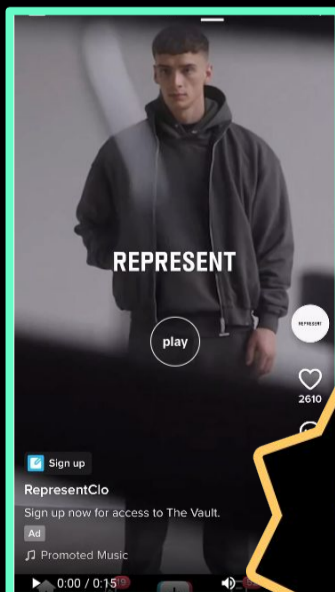 REPRESENT
play
REPRESENT
2610
Sign up
RepresentClo
Sign up now for access to The Vault.
Ad
Promoted Music
0:00 / 0:15